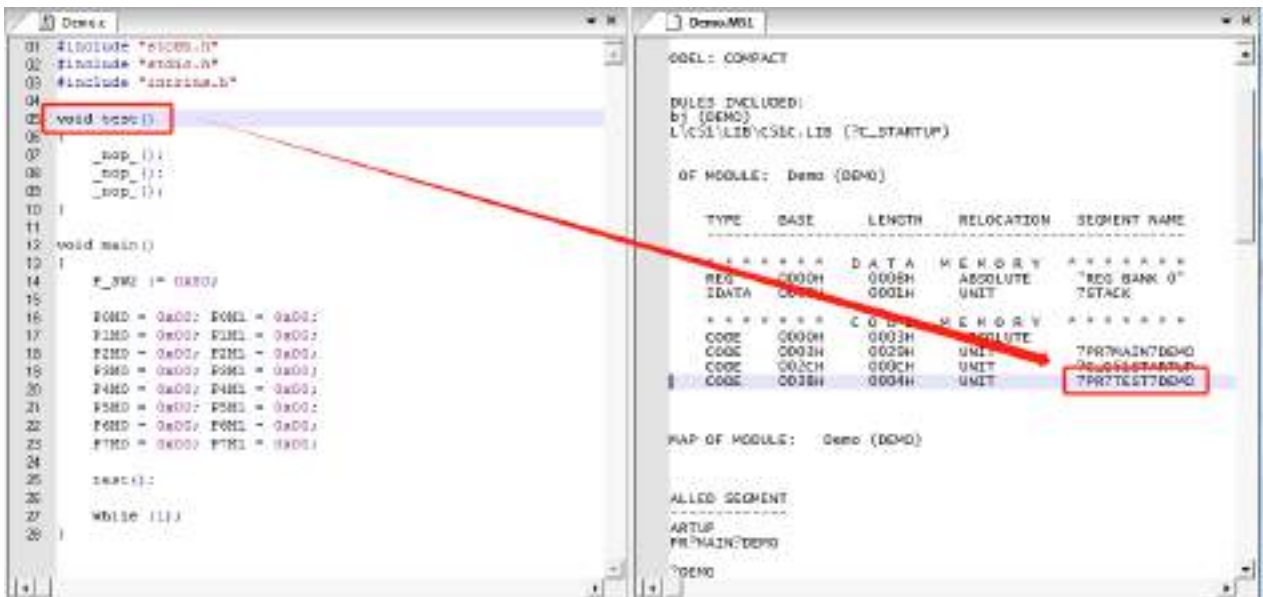 Demo.c
01 #include "stc8h.h"
02 #include "stdio.h"
03 #include "intrins.h"
04
05 void test()
06 {
07 _nop_();
08 _nop_();
09 _nop_();
10 }
11
12 void main()
13 {
14 P_SW2 |= 0x80;
15
16 P0M0 = 0x00; P0M1 = 0x00;
17 P1M0 = 0x00; P1M1 = 0x00;
18 P2M0 = 0x00; P2M1 = 0x00;
19 P3M0 = 0x00; P3M1 = 0x00;
20 P4M0 = 0x00; P4M1 = 0x00;
21 P5M0 = 0x00; P5M1 = 0x00;
22 P6M0 = 0x00; P6M1 = 0x00;
23 P7M0 = 0x00; P7M1 = 0x00;
24
25 test();
26
27 while (1);
28 }
Demo.M51
ODEL: COMPACT
DULES INCLUDED:
bj (DEMO)
L\C51\LIB\C51C.LIB (?C_STARTUP)
OF MODULE: Demo (DEMO)
TYPE BASE LENGTH RELOCATION SEGMENT NAME
* * * * * * * D A T A M E M O R Y * * * * * * *
REG 0000H 0008H ABSOLUTE "REG BANK 0"
IDATA 0001H UNIT ?STACK
* * * * * * * C O D E M E M O R Y * * * * * * *
CODE 0000H 0003H ABSOLUTE
CODE 0003H 0029H UNIT ?PR?MAIN?DEMO
CODE 002CH 000CH UNIT ?C_C51STARTUP
CODE 0038H 0004H UNIT ?PR?TEST?DEMO
MAP OF MODULE: Demo (DEMO)
ALLED SEGMENT
ARTUP
PR?MAIN?DEMO
?DEMO